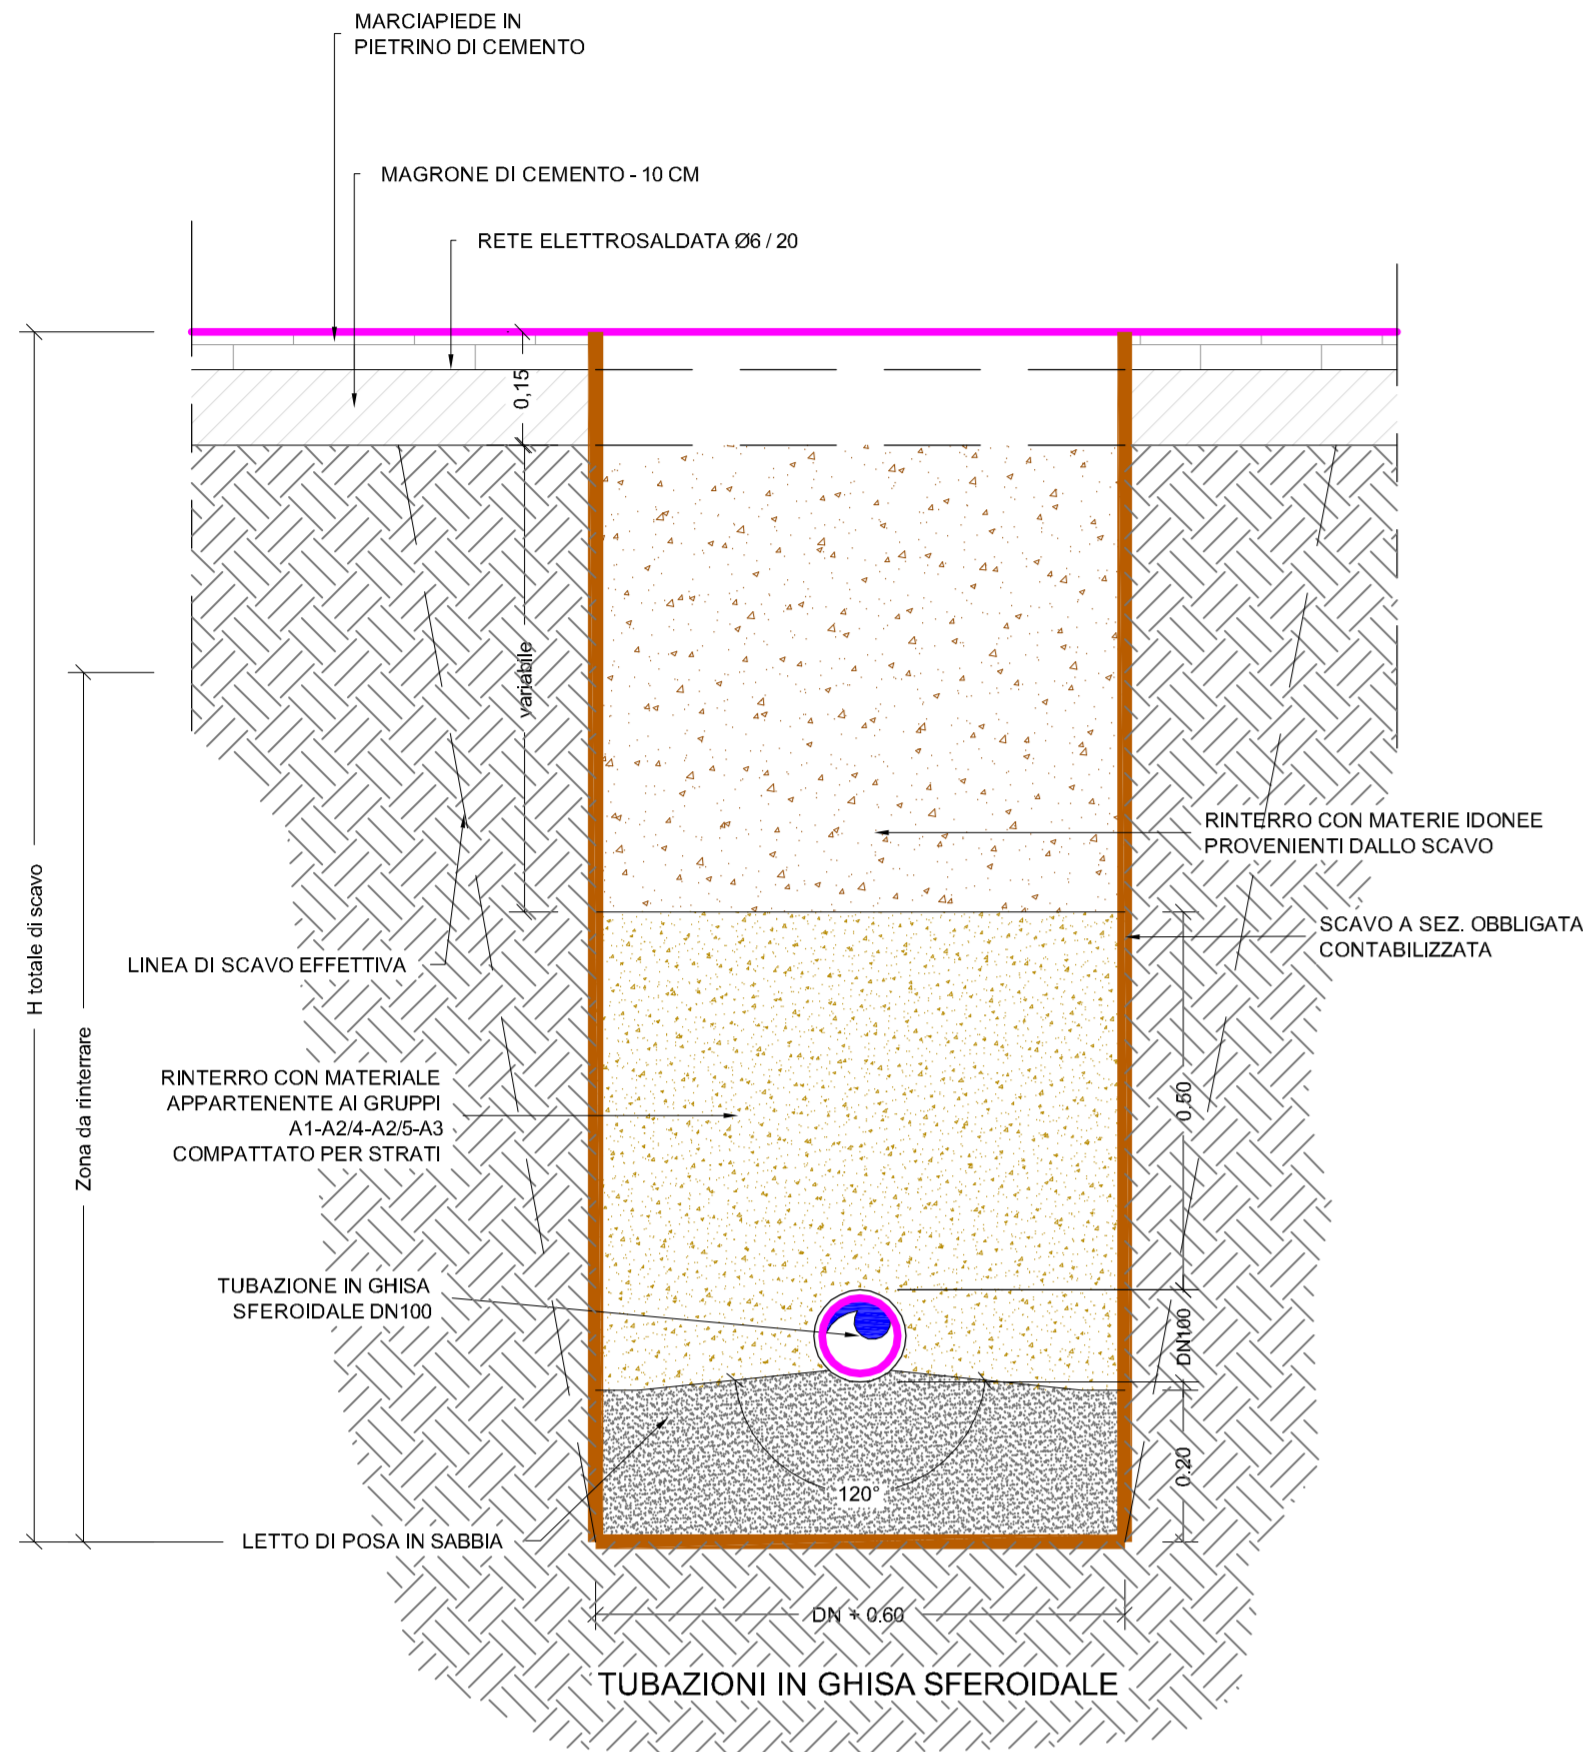 MARCIAPIEDE IN
PIETRINO DI CEMENTO
MAGRONE DI CEMENTO - 10 CM
RETE ELETTROSALDATA Ø6 / 20
0,15
variabile
H totale di scavo
Zona da rinterrare
RINTERRO CON MATERIE IDONEE
PROVENIENTI DALLO SCAVO
SCAVO A SEZ. OBBLIGATA
CONTABILIZZATA
LINEA DI SCAVO EFFETTIVA
RINTERRO CON MATERIALE
APPARTENENTE AI GRUPPI
A1-A2/4-A2/5-A3
COMPATTATO PER STRATI
0.50
TUBAZIONE IN GHISA
SFEROIDALE DN100
DN100
0.20
120°
LETTO DI POSA IN SABBIA
DN + 0.60
TUBAZIONI IN GHISA SFEROIDALE